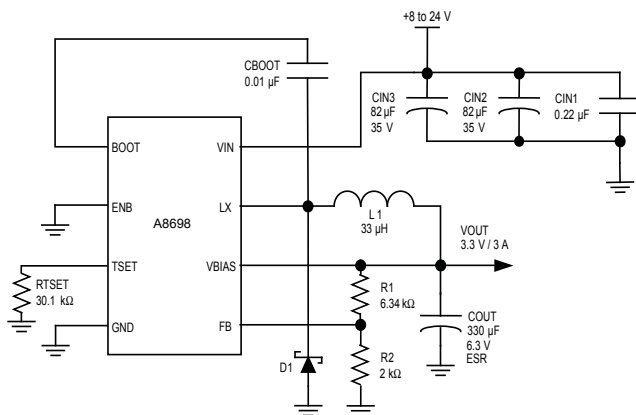 +8 to 24 V
CBOOT
0.01 µF
CIN3
82 µF
35 V
CIN2
82 µF
35 V
CIN1
0.22 µF
BOOT
VIN
ENB
LX
A8698
L1
33 µH
VOUT
3.3 V / 3 A
TSET
VBIAS
RTSET
30.1 kΩ
R1
6.34 kΩ
GND
FB
COUT
330 µF
6.3 V
ESR
D1
R2
2 kΩ